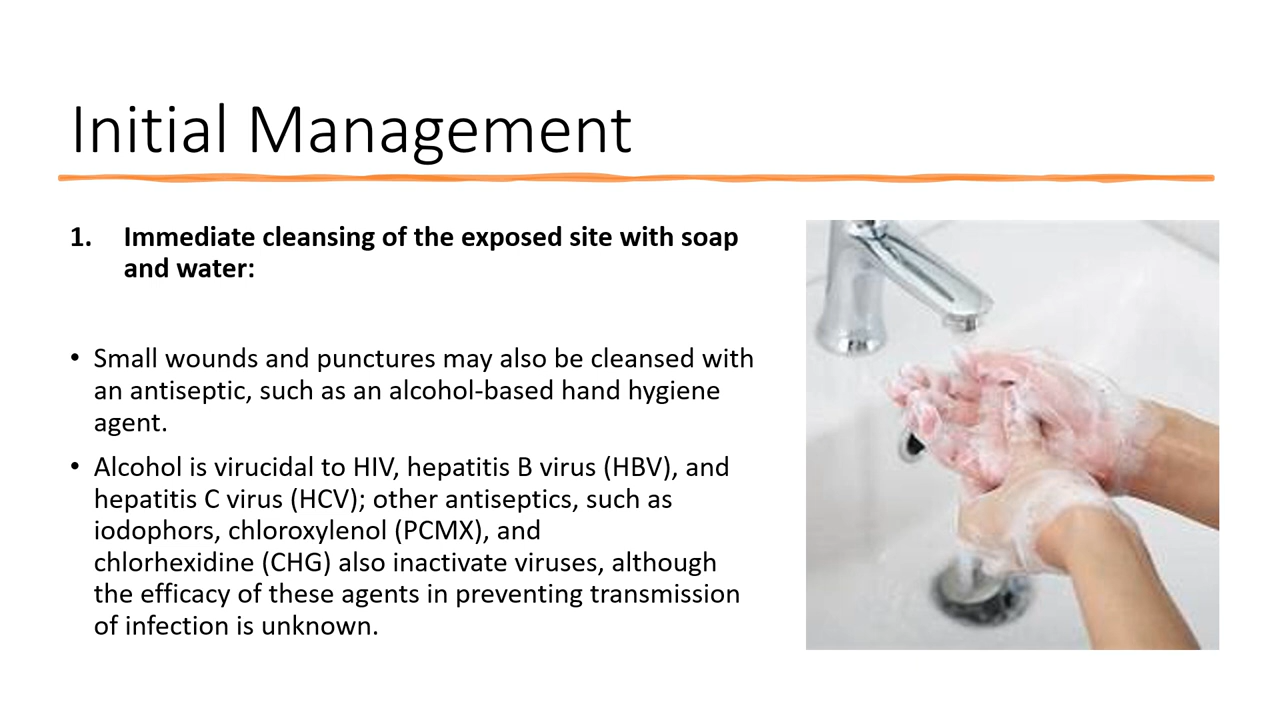 Initial Management
1. Immediate cleansing of the exposed site with soap
and water:
• Small wounds and punctures may also be cleansed with
an antiseptic, such as an alcohol-based hand hygiene
agent.
• Alcohol is virucidal to HIV, hepatitis B virus (HBV), and
hepatitis C virus (HCV); other antiseptics, such as
iodophors, chloroxylenol (PCMX), and
chlorhexidine (CHG) also inactivate viruses, although
the efficacy of these agents in preventing transmission
of infection is unknown.